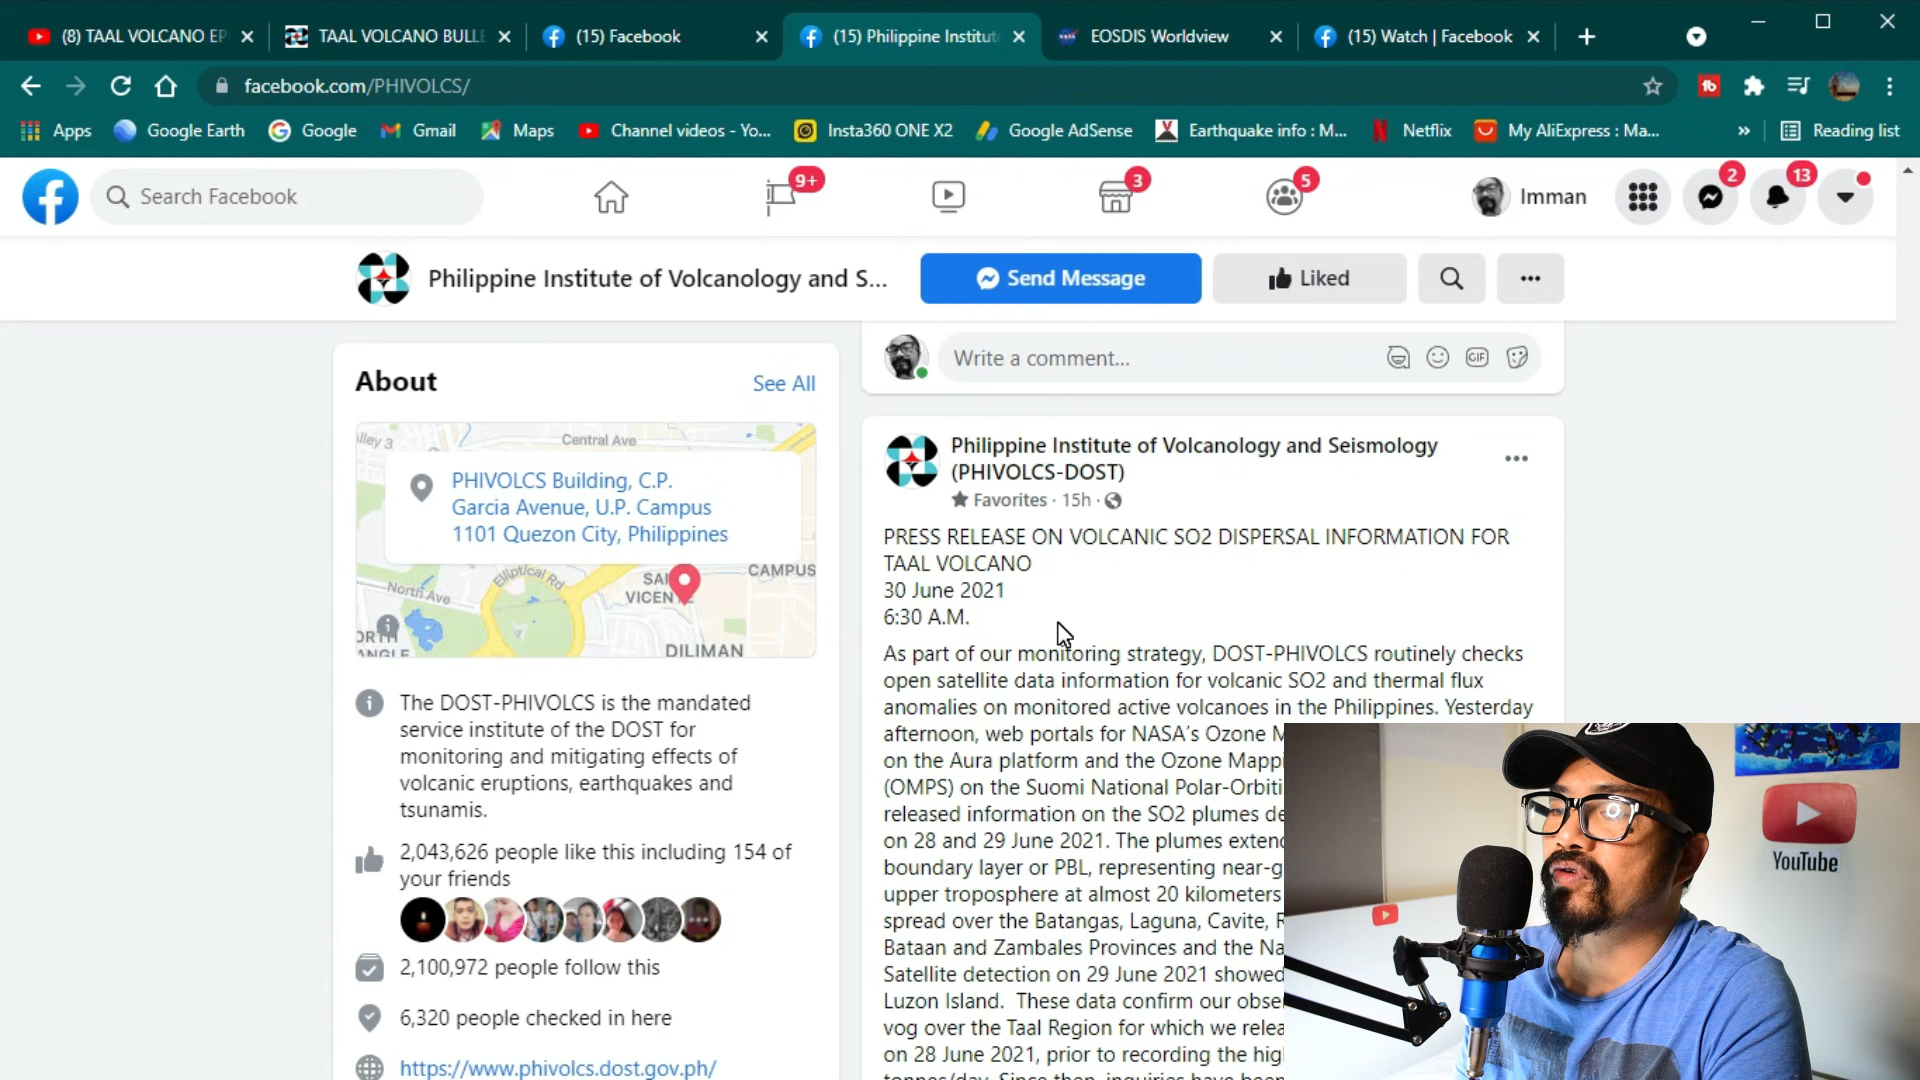 (8) TAAL VOLCANO EP
TAAL VOLCANO BULLE
(15) Facebook
(15) Philippine Institut
EOSDIS Worldview
(15) Watch | Facebook
facebook.com/PHIVOLCS/
Apps
Google Earth
Google
Gmail
Maps
Channel videos - Yo...
Insta360 ONE X2
Google AdSense
Earthquake info : M...
Netflix
My AliExpress : Ma...
»
Reading list
Search Facebook
9+
3
5
Imman
2
13
Philippine Institute of Volcanology and S...
Send Message
Liked
About
See All
Central Ave
PHIVOLCS Building, C.P.
Garcia Avenue, U.P. Campus
1101 Quezon City, Philippines
Elliptical Rd
CAMPUS
North Ave
DILIMAN
The DOST-PHIVOLCS is the mandated
service institute of the DOST for
monitoring and mitigating effects of
volcanic eruptions, earthquakes and
tsunamis.
2,043,626 people like this including 154 of
your friends
2,100,972 people follow this
6,320 people checked in here
https://www.phivolcs.dost.gov.ph/
Write a comment...
GIF
Philippine Institute of Volcanology and Seismology
(PHIVOLCS-DOST)
Favorites · 15h ·
PRESS RELEASE ON VOLCANIC SO2 DISPERSAL INFORMATION FOR
TAAL VOLCANO
30 June 2021
6:30 A.M.
As part of our monitoring strategy, DOST-PHIVOLCS routinely checks
open satellite data information for volcanic SO2 and thermal flux
anomalies on monitored active volcanoes in the Philippines. Yesterday
afternoon, web portals for NASA's Ozone M
on the Aura platform and the Ozone Mappi
(OMPS) on the Suomi National Polar-Orbiti
released information on the SO2 plumes de
on 28 and 29 June 2021. The plumes extend
boundary layer or PBL, representing near-g
upper troposphere at almost 20 kilometers
spread over the Batangas, Laguna, Cavite, R
Bataan and Zambales Provinces and the Na
Satellite detection on 29 June 2021 showed
Luzon Island. These data confirm our obse
vog over the Taal Region for which we relea
on 28 June 2021, prior to recording the hig
YouTube